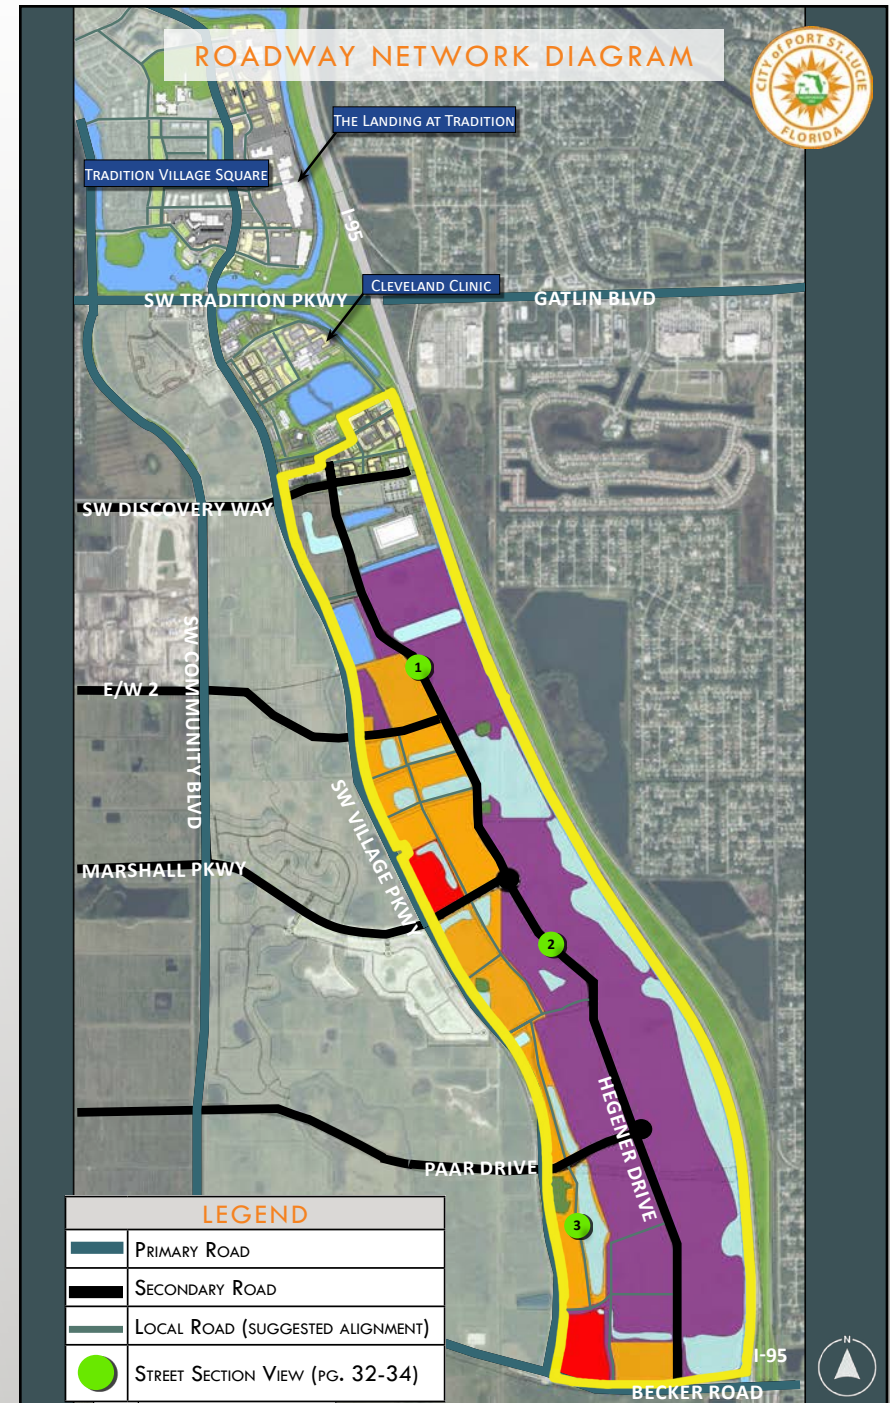 ROADWAY NETWORK DIAGRAM
CITY of PORT ST. LUCIE
FLORIDA
THE LANDING AT TRADITION
TRADITION VILLAGE SQUARE
I-95
CLEVELAND CLINIC
SW TRADITION PKWY
GATLIN BLVD
SW DISCOVERY WAY
SW COMMUNITY BLVD
E/W 2
1
SW VILLAGE PKWY
MARSHALL PKWY
2
HEGENER DRIVE
PAAR DRIVE
3
LEGEND
PRIMARY ROAD
SECONDARY ROAD
LOCAL ROAD (SUGGESTED ALIGNMENT)
STREET SECTION VIEW (PG. 32-34)
I-95
N
BECKER ROAD